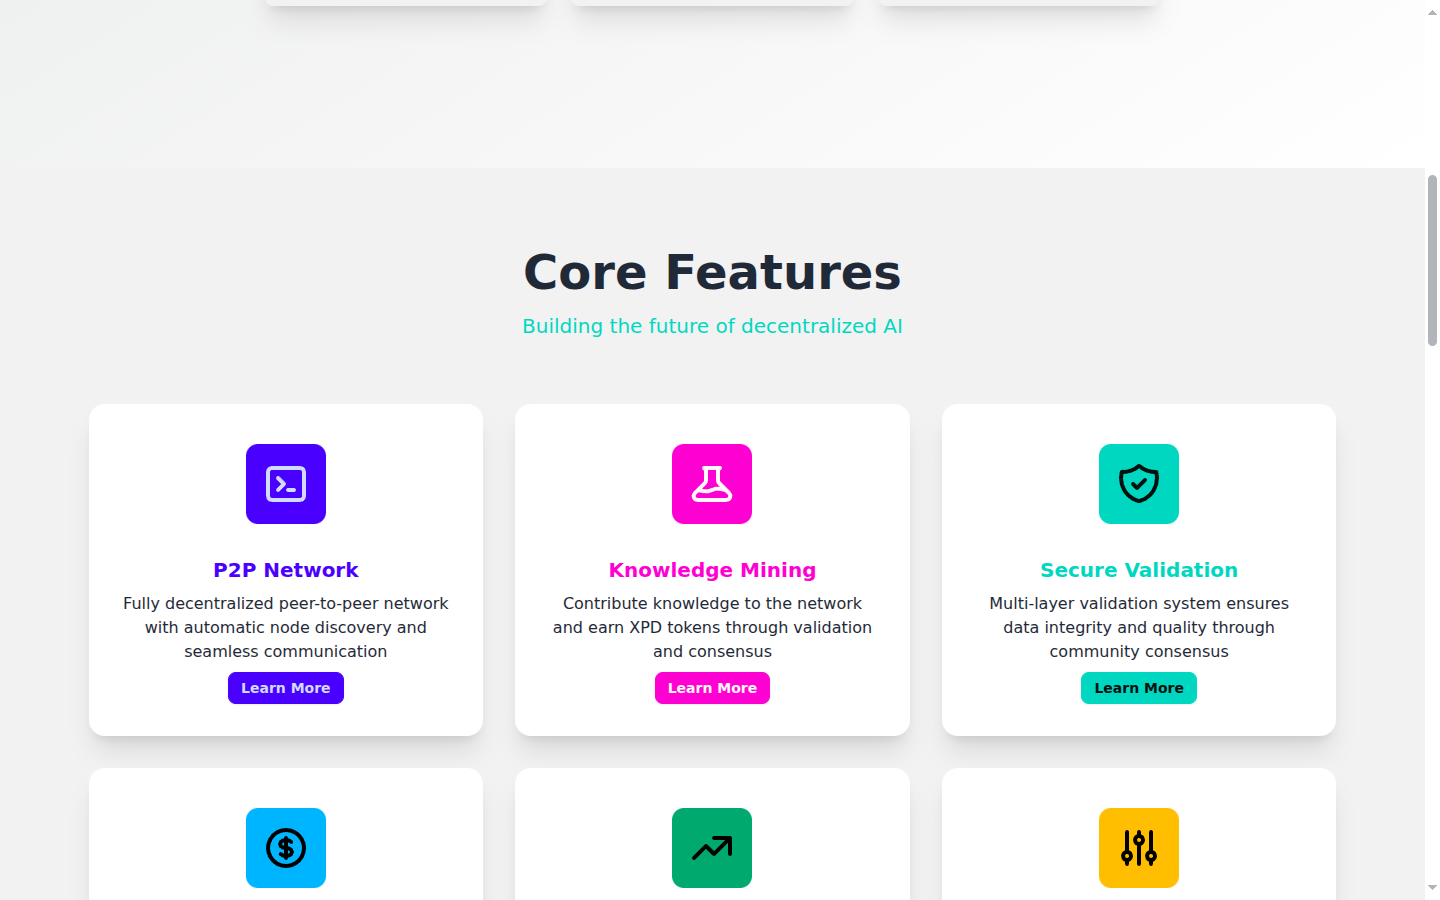 Core Features
Building the future of decentralized AI
P2P Network
Fully decentralized peer-to-peer network
with automatic node discovery and
seamless communication
Learn More
Knowledge Mining
Contribute knowledge to the network
and earn XPD tokens through validation
and consensus
Learn More
Secure Validation
Multi-layer validation system ensures
data integrity and quality through
community consensus
Learn More